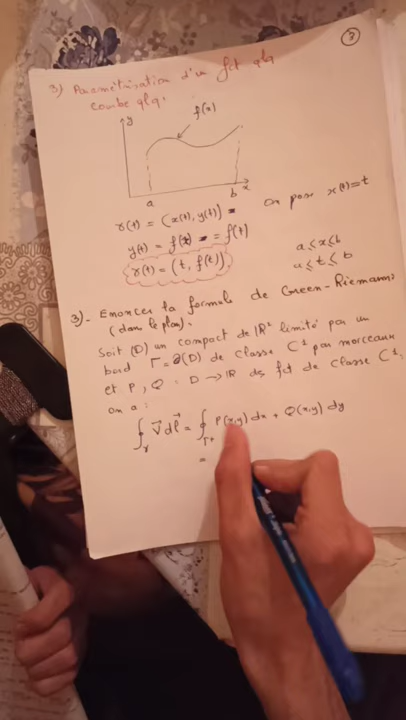 3) Paramétrisation d'un fct qlq
courbe qlq.
3
y
f(x)
a
b
x
r(t) = (x(t), y(t))
On pose x(t)=t
y(t) = f(x) = f(t)
a ≤ x ≤ b
r(t) = (t, f(t))
a ≤ t ≤ b
3)- Enoncer la formule de Green-Riemann
(dans le plan).
Soit (D) un compact de IR² limité par un
bord Γ = ∂(D) de classe C¹ par morceaux
et P, Q : D → IR ds fct de classe C¹,
on a :
∮γ V⃗ dl⃗ = ∮Γ+ P(x,y) dx + Q(x,y) dy
=